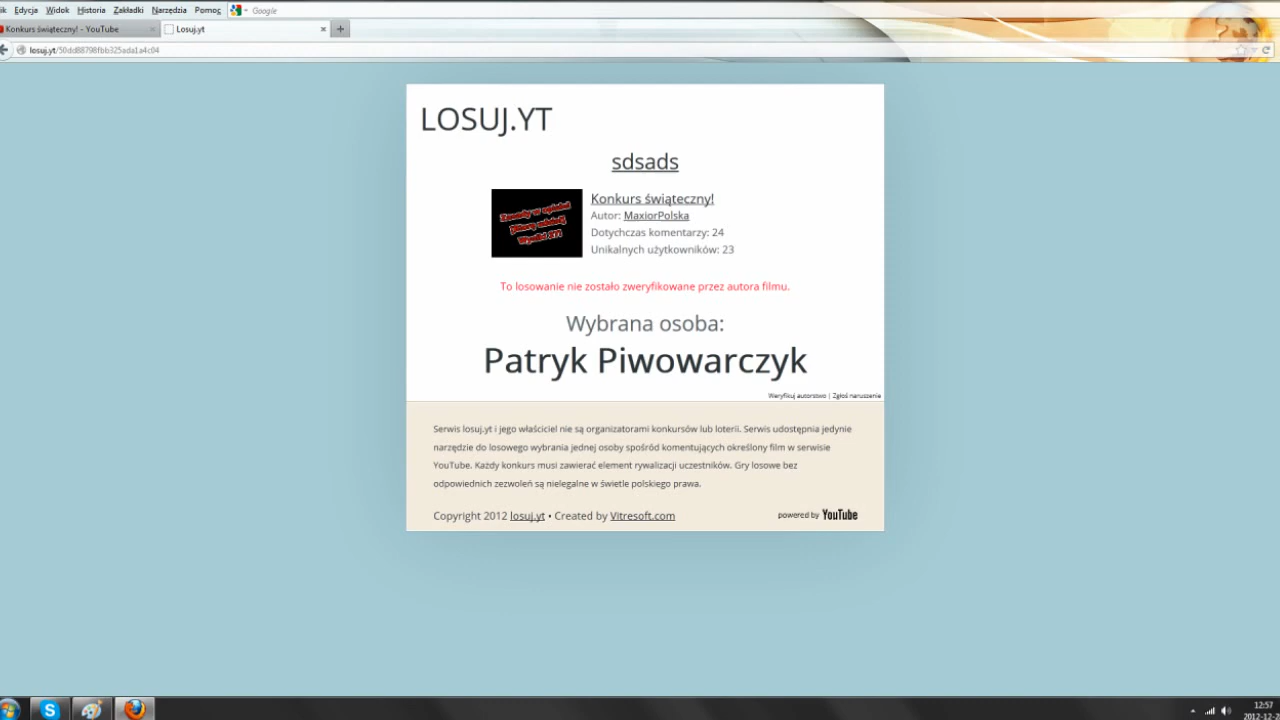 Edycja Widok Historia Zakładki Narzędzia Pomoc Google
Konkurs świąteczny! - YouTube Losuj.yt
losuj.yt/50dd88798fbb325ada1a4c04
LOSUJ.YT
sdsads
Konkurs świąteczny!
Autor: MaxiorPolska
Dotychczas komentarzy: 24
Unikalnych użytkowników: 23
To losowanie nie zostało zweryfikowane przez autora filmu.
Wybrana osoba:
Patryk Piwowarczyk
Weryfikuj autorstwo | Zgłoś naruszenie
Serwis losuj.yt i jego właściciel nie są organizatorami konkursów lub loterii. Serwis udostępnia jedynie
narzędzie do losowego wybrania jednej osoby spośród komentujących określony film w serwisie
YouTube. Każdy konkurs musi zawierać element rywalizacji uczestników. Gry losowe bez
odpowiednich zezwoleń są nielegalne w świetle polskiego prawa.
Copyright 2012 losuj.yt • Created by Vitresoft.com powered by YouTube
12:57